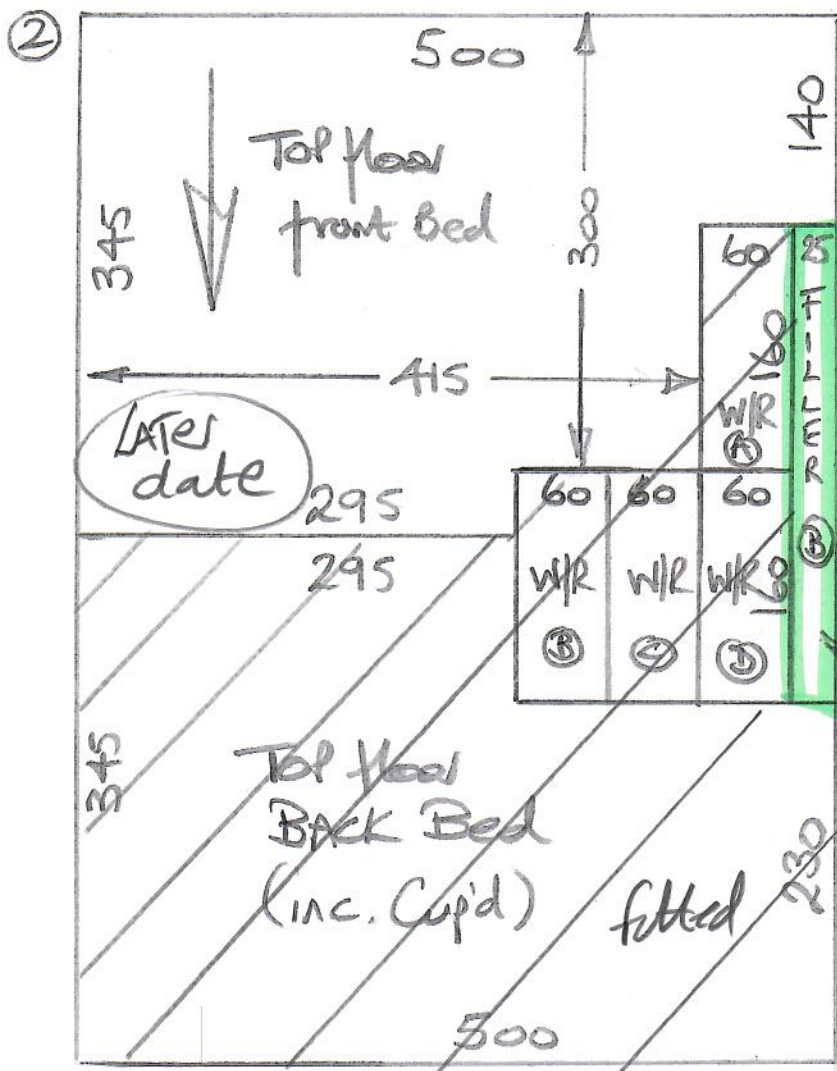 ②
500
140
Top floor
front Bed
345
300
60
25
415
160
W/R
Ⓐ
FILLER
Later
date
295
295
60 60 60
W/R W/R W/R
160
Ⓑ Ⓒ Ⓓ
345
Top floor
BACK Bed
(inc. Cup'd)
fitted
230
500